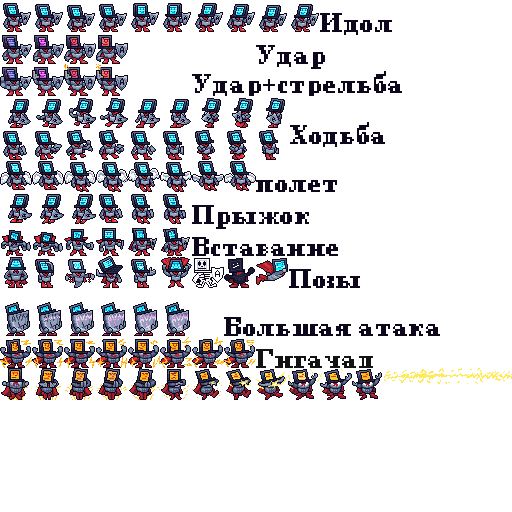 Идол
Удар
Удар+стрельба
Ходьба
полет
Прыжок
Вставание
Позы
Большая атака
Гигачад